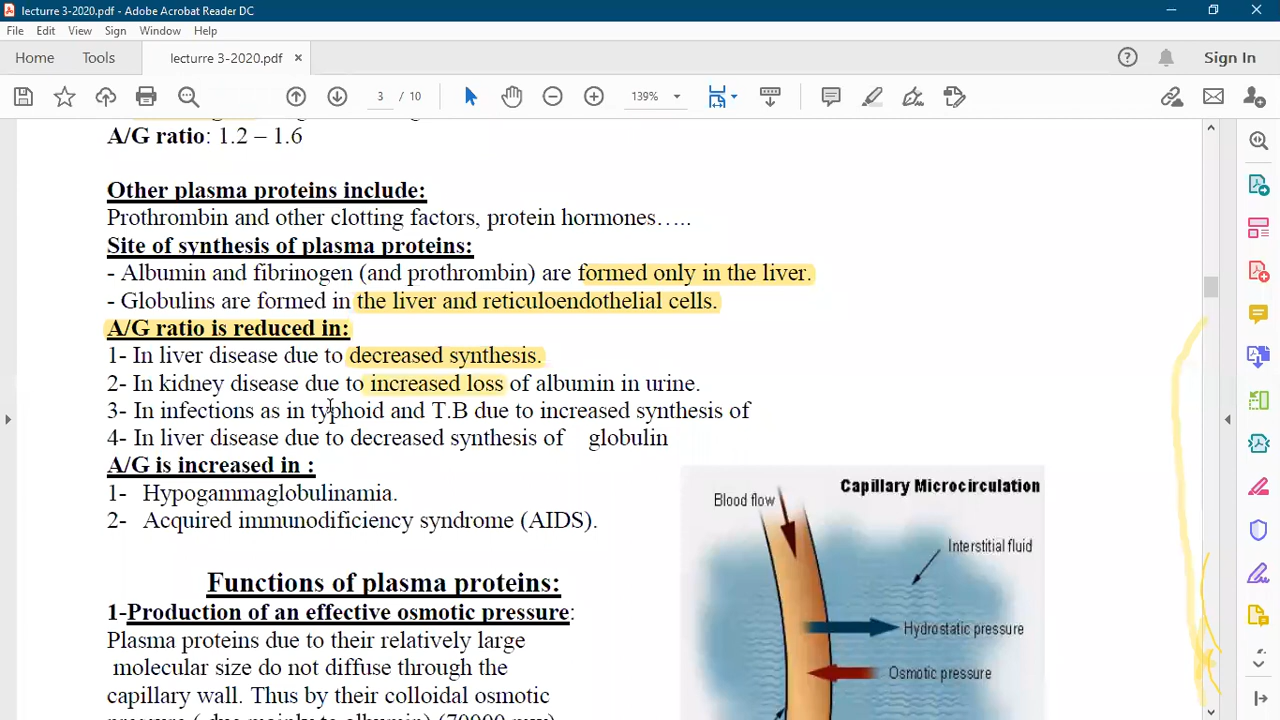 lecturre 3-2020.pdf - Adobe Acrobat Reader DC
File Edit View Sign Window Help
Home Tools lecturre 3-2020.pdf × Sign In
3 / 10 139%
A/G ratio: 1.2 – 1.6
Other plasma proteins include:
Prothrombin and other clotting factors, protein hormones…..
Site of synthesis of plasma proteins:
- Albumin and fibrinogen (and prothrombin) are formed only in the liver.
- Globulins are formed in the liver and reticuloendothelial cells.
A/G ratio is reduced in:
1- In liver disease due to decreased synthesis.
2- In kidney disease due to increased loss of albumin in urine.
3- In infections as in typhoid and T.B due to increased synthesis of
4- In liver disease due to decreased synthesis of globulin
A/G is increased in :
1- Hypogammaglobulinamia.
2- Acquired immunodificiency syndrome (AIDS).
Functions of plasma proteins:
1-Production of an effective osmotic pressure:
Plasma proteins due to their relatively large
molecular size do not diffuse through the
capillary wall. Thus by their colloidal osmotic
Capillary Microcirculation
Blood flow
Interstitial fluid
Hydrostatic pressure
Osmotic pressure